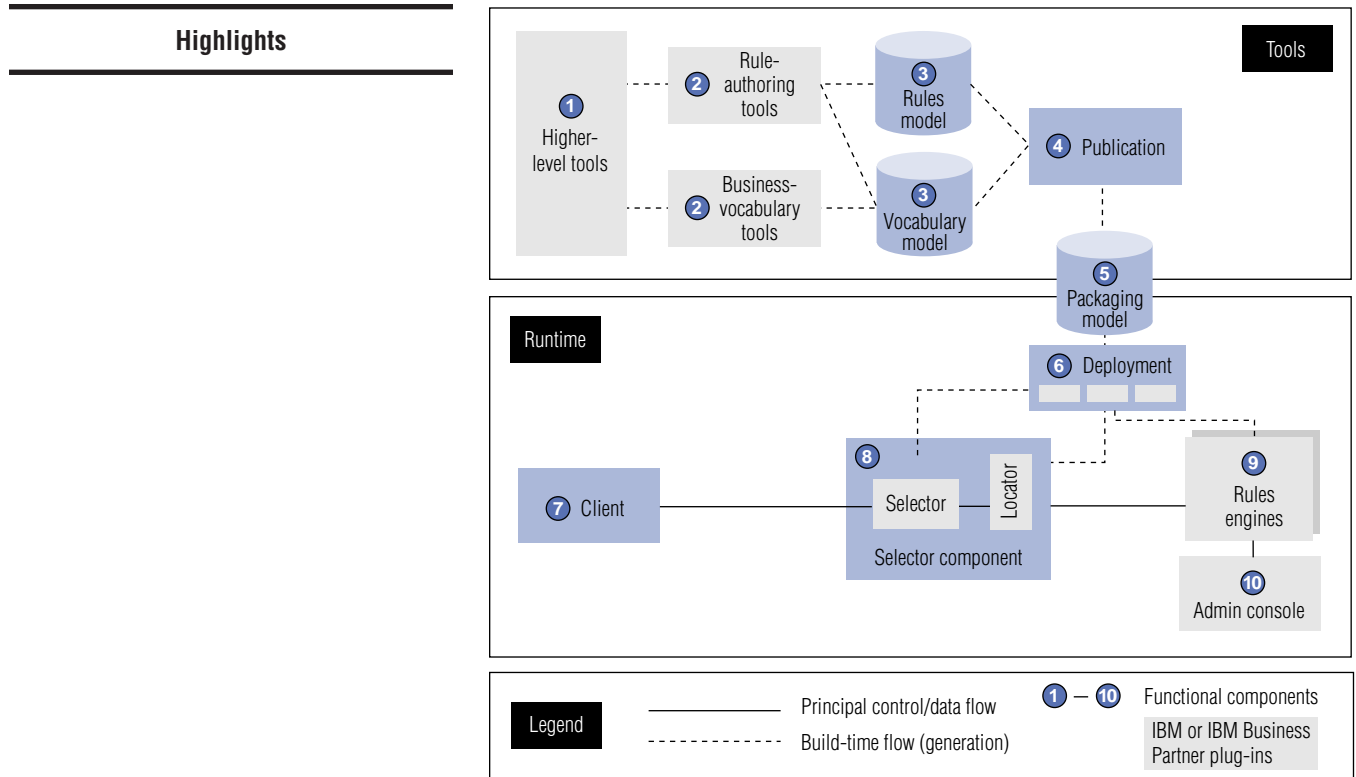 Highlights
Tools
1
Higher-
level tools
2
Rule-
authoring
tools
2
Business-
vocabulary
tools
3
Rules
model
3
Vocabulary
model
4 Publication
5
Packaging
model
Runtime
6 Deployment
7 Client
8
Selector
Locator
Selector component
9
Rules
engines
10
Admin console
Legend
Principal control/data flow
Build-time flow (generation)
1 – 10 Functional components
IBM or IBM Business
Partner plug-ins